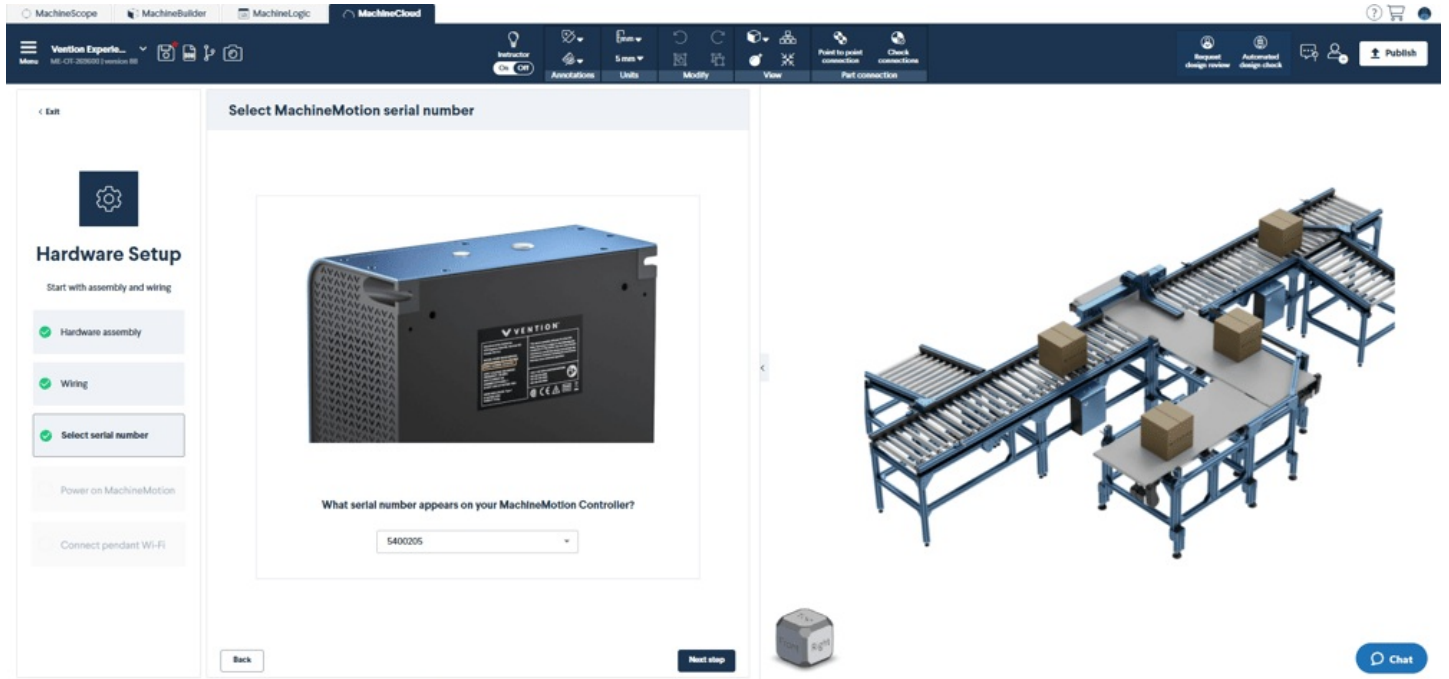 MachineScope
MachineBuilder
MachineLogic
MachineCloud
Menu
Vention Experie...
Instructor
On Off
Annotations
mm
5 mm
Units
Modify
View
Point to point
connection
Check
connections
Part connection
Request
design review
Automated
design check
Publish
< Exit
Hardware Setup
Start with assembly and wiring
Hardware assembly
Wiring
Select serial number
Power on MachineMotion
Connect pendant Wi-Fi
Select MachineMotion serial number
VENTION
What serial number appears on your MachineMotion Controller?
5400205
Back
Next step
Front
Right
Chat